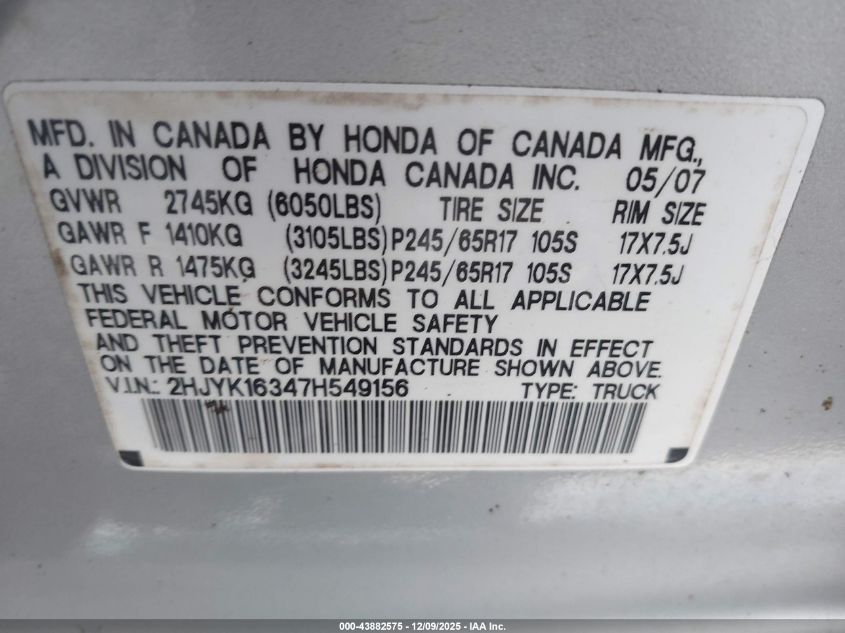 MFD. IN CANADA BY HONDA OF CANADA MFG.,
A DIVISION OF HONDA CANADA INC. 05/07
GVWR 2745KG (6050LBS) TIRE SIZE RIM SIZE
GAWR F 1410KG (3105LBS) P245/65R17 105S 17X7.5J
GAWR R 1475KG (3245LBS) P245/65R17 105S 17X7.5J
THIS VEHICLE CONFORMS TO ALL APPLICABLE
FEDERAL MOTOR VEHICLE SAFETY
AND THEFT PREVENTION STANDARDS IN EFFECT
ON THE DATE OF MANUFACTURE SHOWN ABOVE.
V.I.N.: 2HJYK16347H549156 TYPE: TRUCK
000-43882575 - 12/09/2025 - IAA Inc.